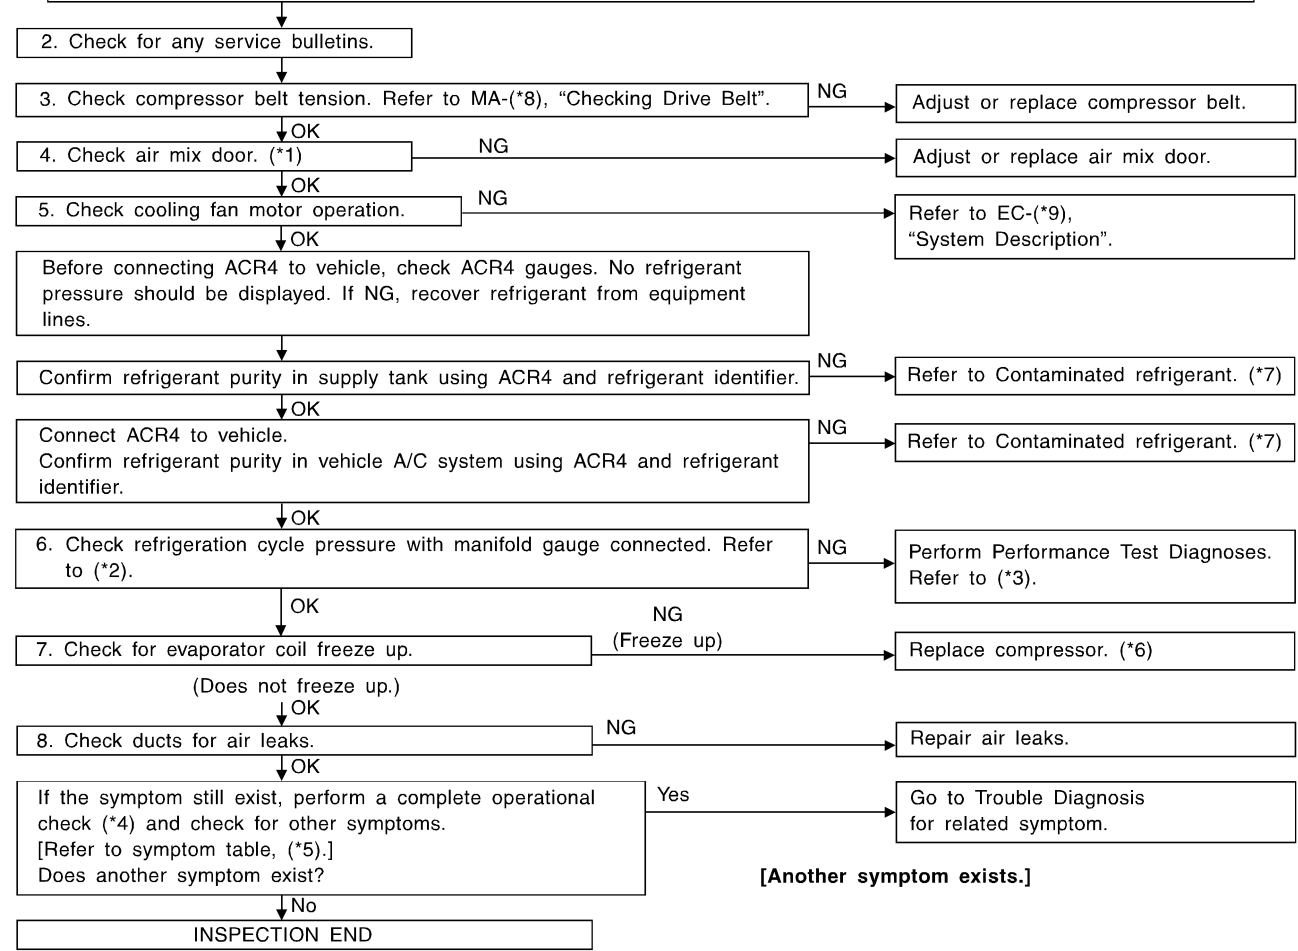 2. Check for any service bulletins.
3. Check compressor belt tension. Refer to MA-(*8), “Checking Drive Belt”.
NG
Adjust or replace compressor belt.
OK
4. Check air mix door. (*1)
NG
Adjust or replace air mix door.
OK
5. Check cooling fan motor operation.
NG
Refer to EC-(*9),
“System Description”.
OK
Before connecting ACR4 to vehicle, check ACR4 gauges. No refrigerant
pressure should be displayed. If NG, recover refrigerant from equipment
lines.
Confirm refrigerant purity in supply tank using ACR4 and refrigerant identifier.
NG
Refer to Contaminated refrigerant. (*7)
OK
Connect ACR4 to vehicle.
Confirm refrigerant purity in vehicle A/C system using ACR4 and refrigerant
identifier.
NG
Refer to Contaminated refrigerant. (*7)
OK
6. Check refrigeration cycle pressure with manifold gauge connected. Refer
to (*2).
NG
Perform Performance Test Diagnoses.
Refer to (*3).
OK
7. Check for evaporator coil freeze up.
NG
(Freeze up)
Replace compressor. (*6)
(Does not freeze up.)
OK
8. Check ducts for air leaks.
NG
Repair air leaks.
OK
If the symptom still exist, perform a complete operational
check (*4) and check for other symptoms.
[Refer to symptom table, (*5).]
Does another symptom exist?
Yes
Go to Trouble Diagnosis
for related symptom.
[Another symptom exists.]
No
INSPECTION END